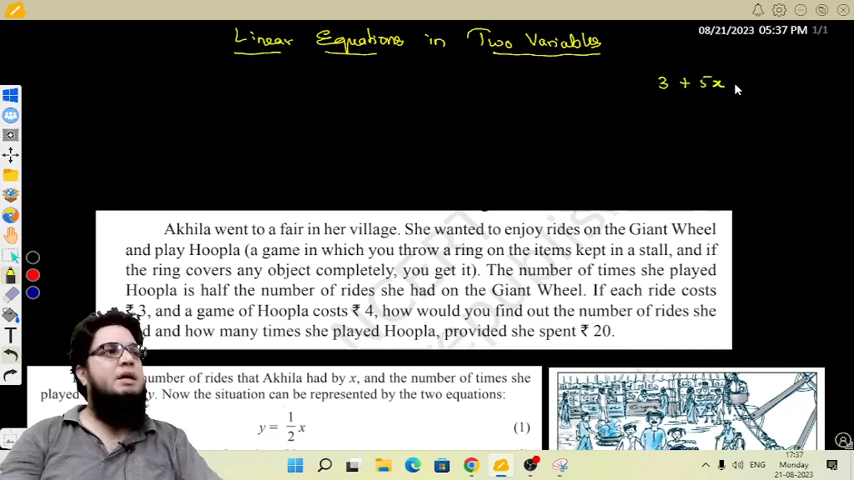 08/21/2023 05:37 PM 1/1
Linear Equations in Two Variables
3 + 5x
Akhila went to a fair in her village. She wanted to enjoy rides on the Giant Wheel
and play Hoopla (a game in which you throw a ring on the items kept in a stall, and if
the ring covers any object completely, you get it). The number of times she played
Hoopla is half the number of rides she had on the Giant Wheel. If each ride costs
₹ 3, and a game of Hoopla costs ₹ 4, how would you find out the number of rides she
and how many times she played Hoopla, provided she spent ₹ 20.
number of rides that Akhila had by x, and the number of times she
played Now the situation can be represented by the two equations:
y = 1/2 x (1)
ENG
17:37
Monday
21-08-2023